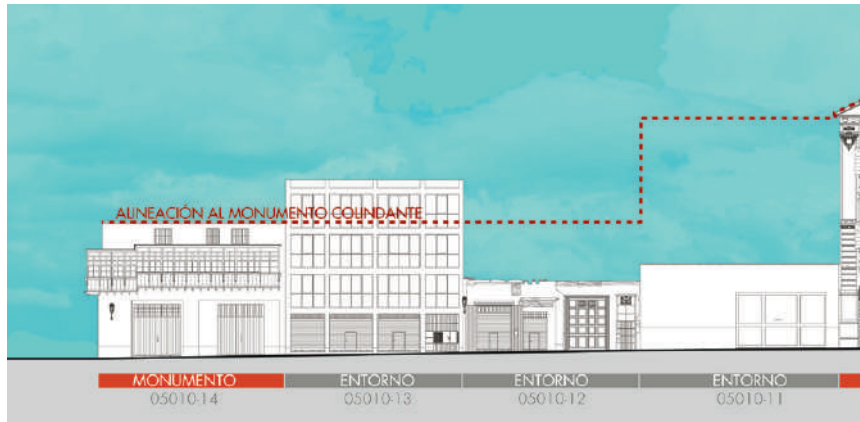 ALINEACIÓN AL MONUMENTO COLINDANTE
MONUMENTO ENTORNO ENTORNO ENTORNO
05010-14 05010-13 05010-12 05010-11